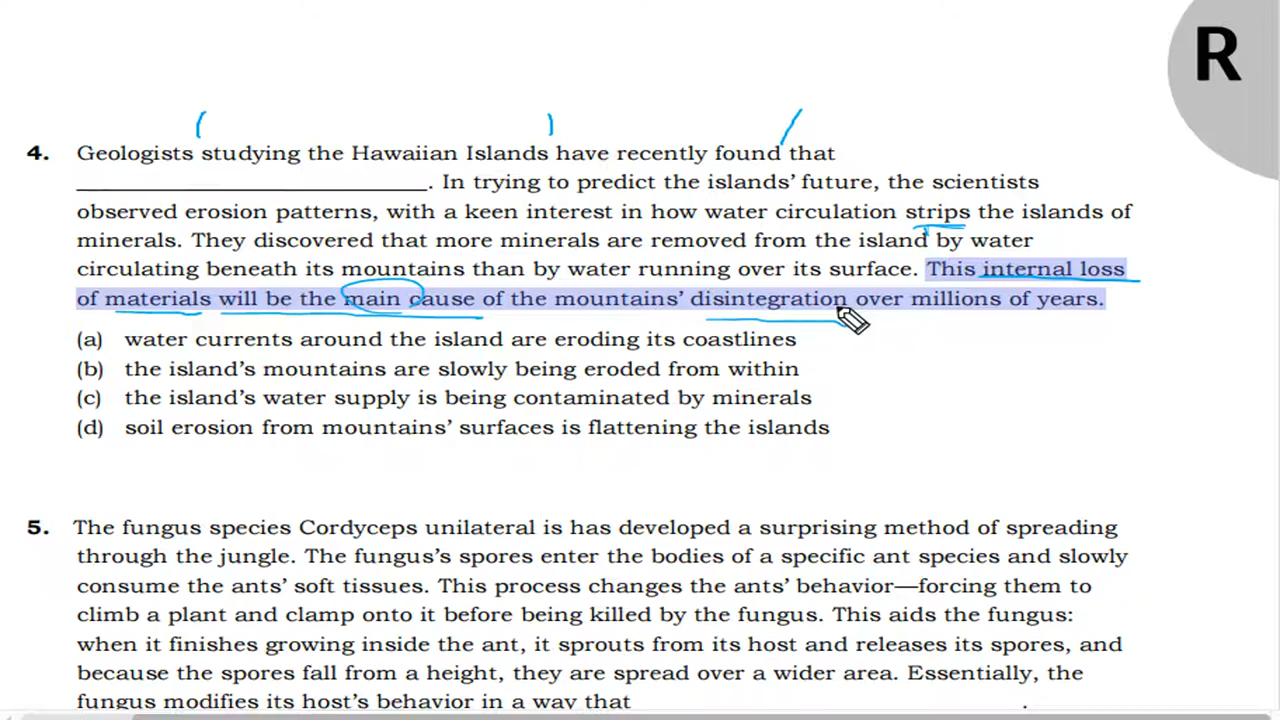 R
4. Geologists studying the Hawaiian Islands have recently found that
____________________________. In trying to predict the islands' future, the scientists
observed erosion patterns, with a keen interest in how water circulation strips the islands of
minerals. They discovered that more minerals are removed from the island by water
circulating beneath its mountains than by water running over its surface. This internal loss
of materials will be the main cause of the mountains' disintegration over millions of years.
(a) water currents around the island are eroding its coastlines
(b) the island's mountains are slowly being eroded from within
(c) the island's water supply is being contaminated by minerals
(d) soil erosion from mountains' surfaces is flattening the islands
5. The fungus species Cordyceps unilateral is has developed a surprising method of spreading
through the jungle. The fungus's spores enter the bodies of a specific ant species and slowly
consume the ants' soft tissues. This process changes the ants' behavior—forcing them to
climb a plant and clamp onto it before being killed by the fungus. This aids the fungus:
when it finishes growing inside the ant, it sprouts from its host and releases its spores, and
because the spores fall from a height, they are spread over a wider area. Essentially, the
fungus modifies its host's behavior in a way that .